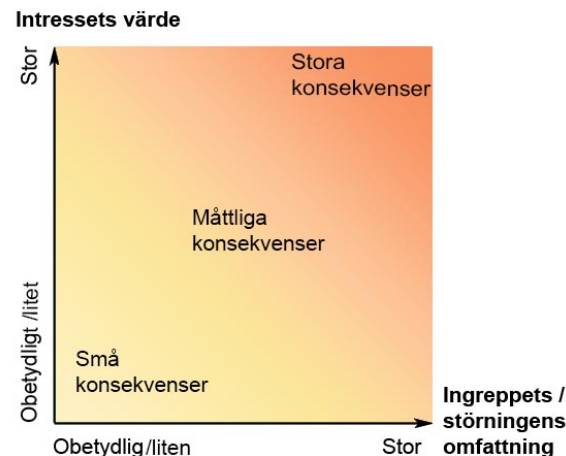 Intressets värde
Stor
Stora
konsekvenser
Måttliga
konsekvenser
Obetydligt /litet
Små
konsekvenser
Ingreppets /
störningens
omfattning
Obetydlig/liten
Stor